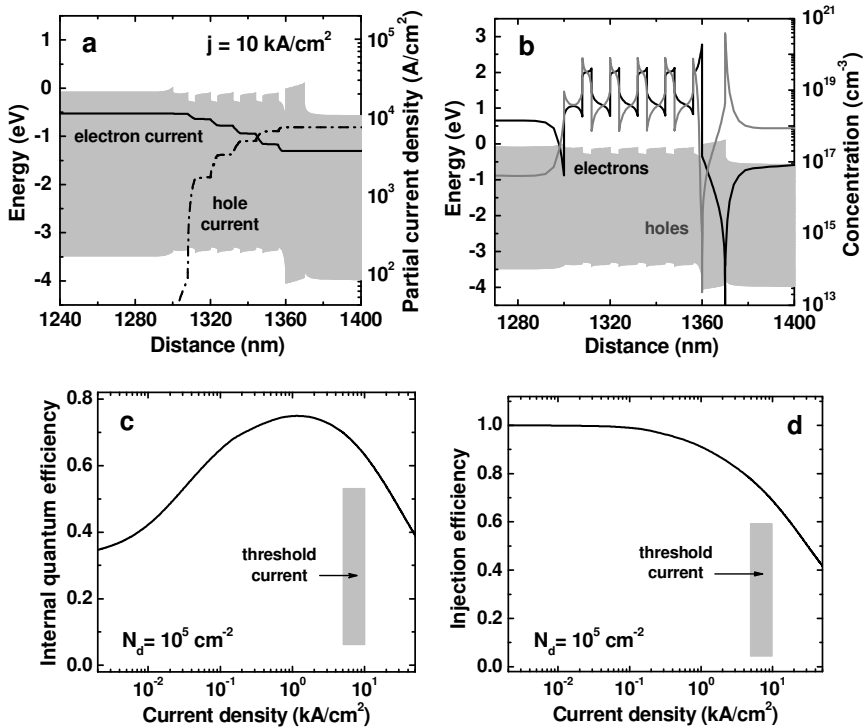 a
j = 10 kA/cm²
1
0
-1
-2
-3
-4
Energy (eV)
electron current
hole
current
10⁵
10⁴
10³
10²
Partial current density (A/cm²)
1240
1280
1320
1360
1400
Distance (nm)
b
3
2
1
0
-1
-2
-3
-4
Energy (eV)
electrons
holes
10²¹
10¹⁹
10¹⁷
10¹⁵
10¹³
Concentration (cm⁻³)
1280
1320
1360
1400
Distance (nm)
c
0.8
0.6
0.4
0.2
0.0
Internal quantum efficiency
threshold
current
N_d = 10⁵ cm⁻²
10⁻²
10⁻¹
10⁰
10¹
Current density (kA/cm²)
d
1.0
0.8
0.6
0.4
0.2
0.0
Injection efficiency
threshold
current
N_d = 10⁵ cm⁻²
10⁻²
10⁻¹
10⁰
10¹
Current density (kA/cm²)